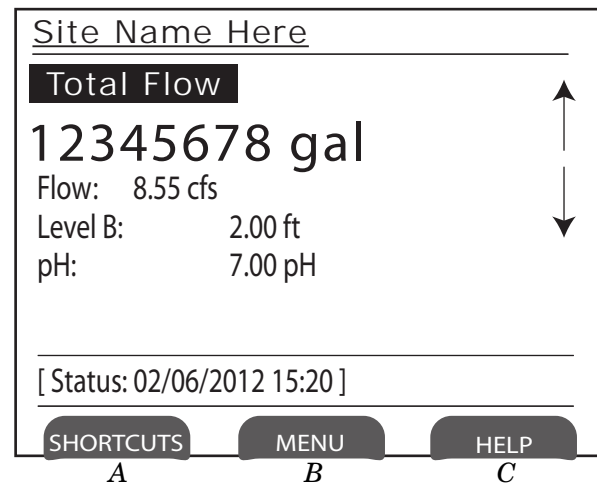 Site Name Here
Total Flow
12345678 gal
Flow: 8.55 cfs
Level B: 2.00 ft
pH: 7.00 pH
[ Status: 02/06/2012 15:20 ]
SHORTCUTS MENU HELP
A B C